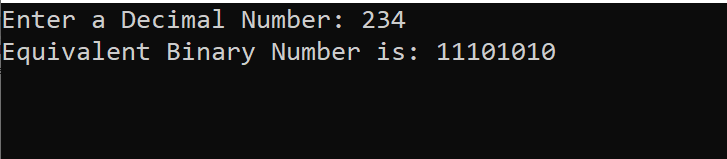 Enter a Decimal Number: 234
Equivalent Binary Number is: 11101010